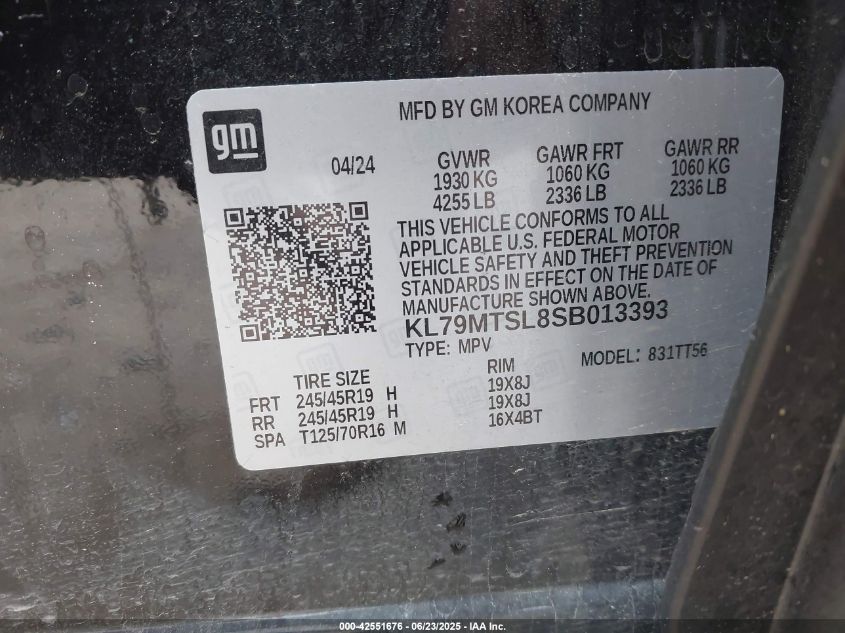 gm
MFD BY GM KOREA COMPANY
04/24
GVWR GAWR FRT GAWR RR
1930 KG 1060 KG 1060 KG
4255 LB 2336 LB 2336 LB
THIS VEHICLE CONFORMS TO ALL
APPLICABLE U.S. FEDERAL MOTOR
VEHICLE SAFETY AND THEFT PREVENTION
STANDARDS IN EFFECT ON THE DATE OF
MANUFACTURE SHOWN ABOVE.
KL79MTSL8SB013393
TYPE: MPV MODEL: 831TT56
TIRE SIZE RIM
FRT 245/45R19 H 19X8J
RR 245/45R19 H 19X8J
SPA T125/70R16 M 16X4BT
000-42551676 - 06/23/2025 - IAA Inc.